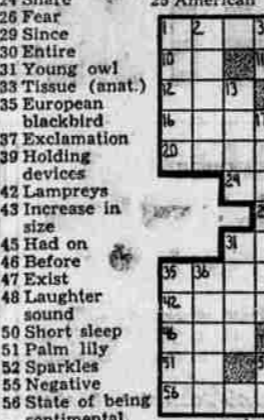 24 Share
25 American
26 Fear
29 Since
30 Entire
31 Young owl
33 Tissue (anat.)
35 European
blackbird
37 Exclamation
39 Holding
devices
42 Lampreys
43 Increase in
size
45 Had on
46 Before
47 Exist
48 Laughter
sound
50 Short sleep
51 Palm lily
52 Sparkles
55 Negative
56 State of being
sentimental
1 2 3
10
12 13
16
20
24
31
35 36
42
46
51
56